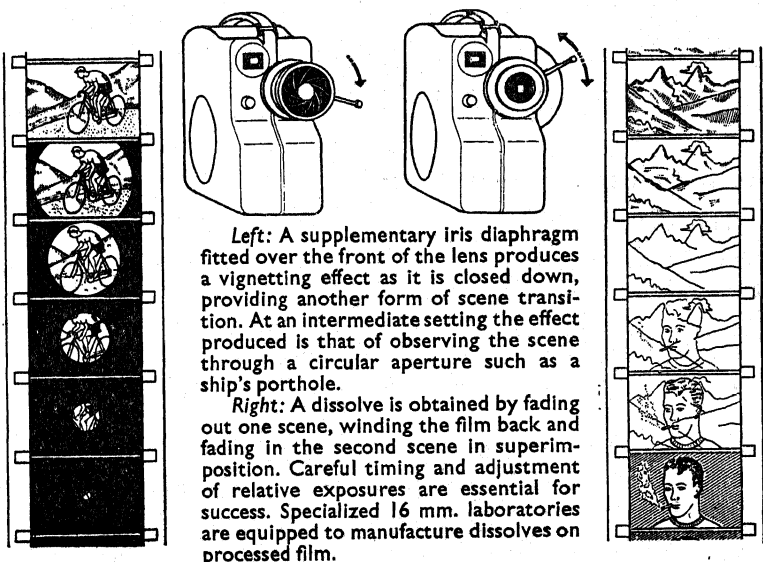 Left: A supplementary iris diaphragm
fitted over the front of the lens produces
a vignetting effect as it is closed down,
providing another form of scene transi-
tion. At an intermediate setting the effect
produced is that of observing the scene
through a circular aperture such as a
ship's porthole.
Right: A dissolve is obtained by fading
out one scene, winding the film back and
fading in the second scene in superim-
position. Careful timing and adjustment
of relative exposures are essential for
success. Specialized 16 mm. laboratories
are equipped to manufacture dissolves on
processed film.